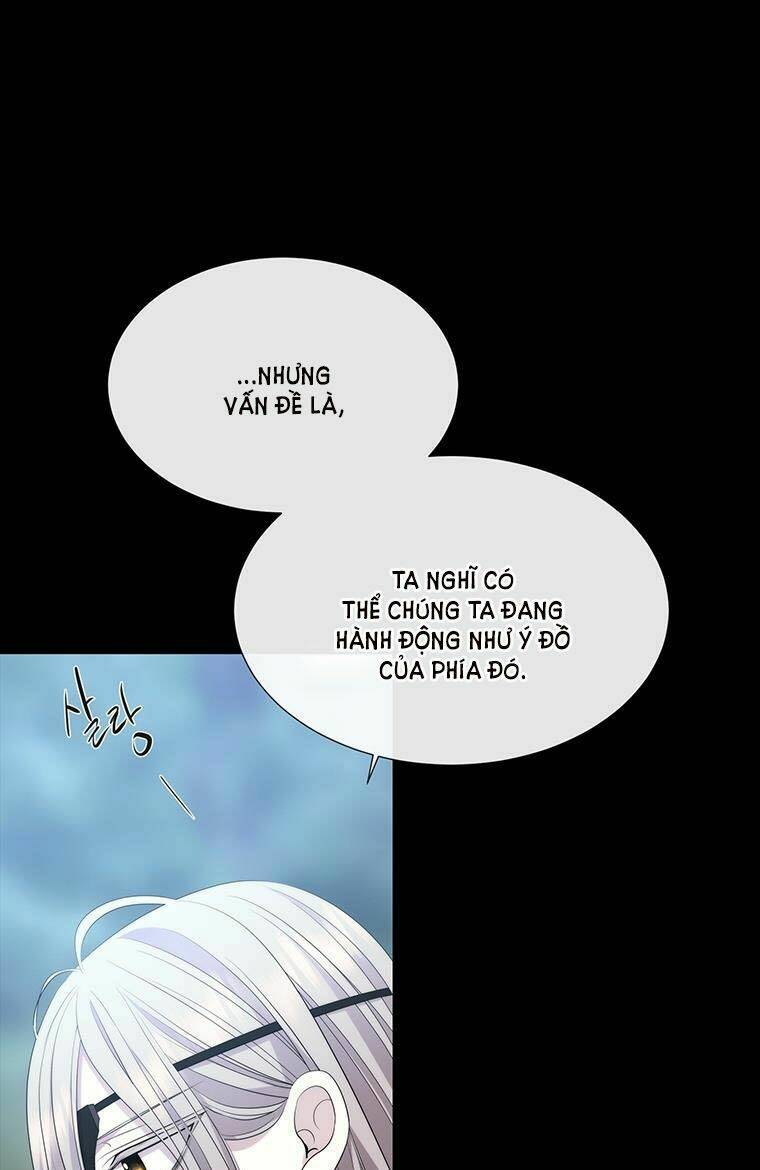 ...NHƯNG
VẤN ĐỀ LÀ,
TA NGHĨ CÓ
THỂ CHÚNG TA ĐANG
HÀNH ĐỘNG NHƯ Ý ĐỒ
CỦA PHÍA ĐÓ.
살랑